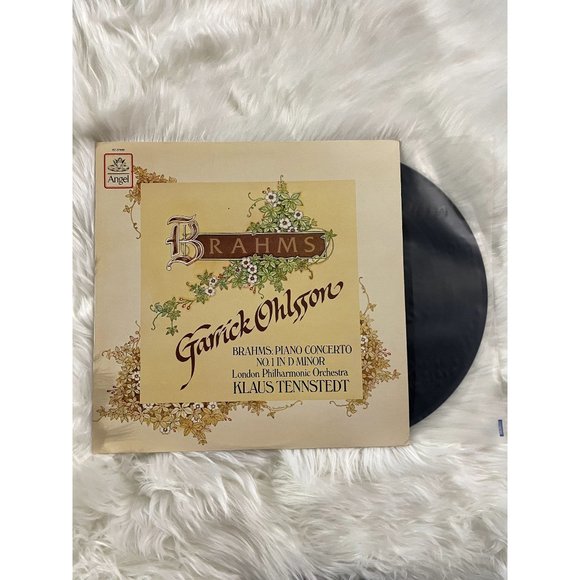 Angel
BRAHMS
Garrick Ohlsson
BRAHMS: PIANO CONCERTO
NO. 1 IN D MINOR
London Philharmonic Orchestra
KLAUS TENNSTEDT